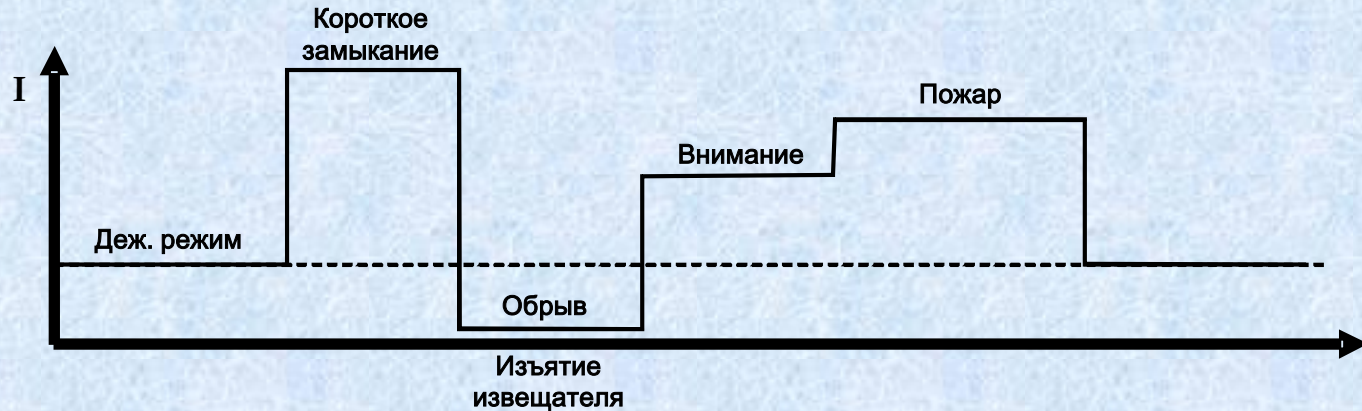 Короткое
замыкание
I
Пожар
Внимание
Деж. режим
Обрыв
Изъятие
извещателя